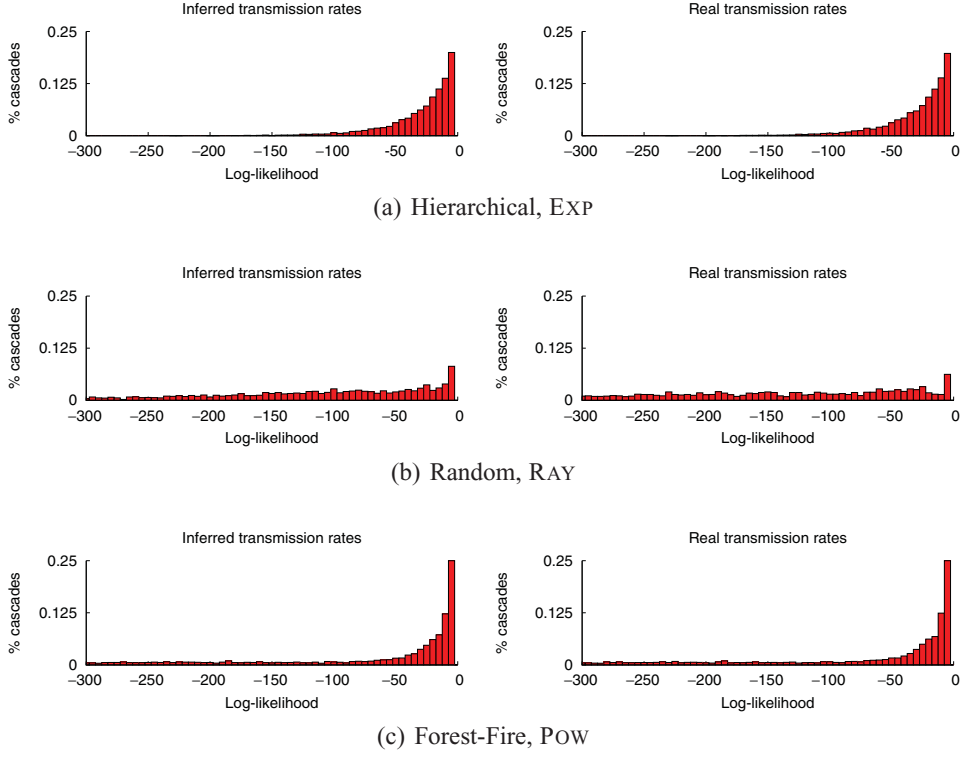 Inferred transmission rates
Real transmission rates
% cascades
0.25
0.125
0
−300 −250 −200 −150 −100 −50 0
Log-likelihood
% cascades
0.25
0.125
0
−300 −250 −200 −150 −100 -50 0
Log-likelihood
(a) Hierarchical, EXP
Inferred transmission rates
Real transmission rates
% cascades
0.25
0.125
0
−300 −250 −200 −150 −100 −50 0
Log-likelihood
% cascades
0.25
0.125
0
−300 −250 −200 −150 −100 −50 0
Log-likelihood
(b) Random, RAY
Inferred transmission rates
Real transmission rates
% cascades
0.25
0.125
0
−300 −250 −200 −150 −100 −50 0
Log-likelihood
% cascades
0.25
0.125
0
−300 −250 −200 −150 −100 −50 0
Log-likelihood
(c) Forest-Fire, POW